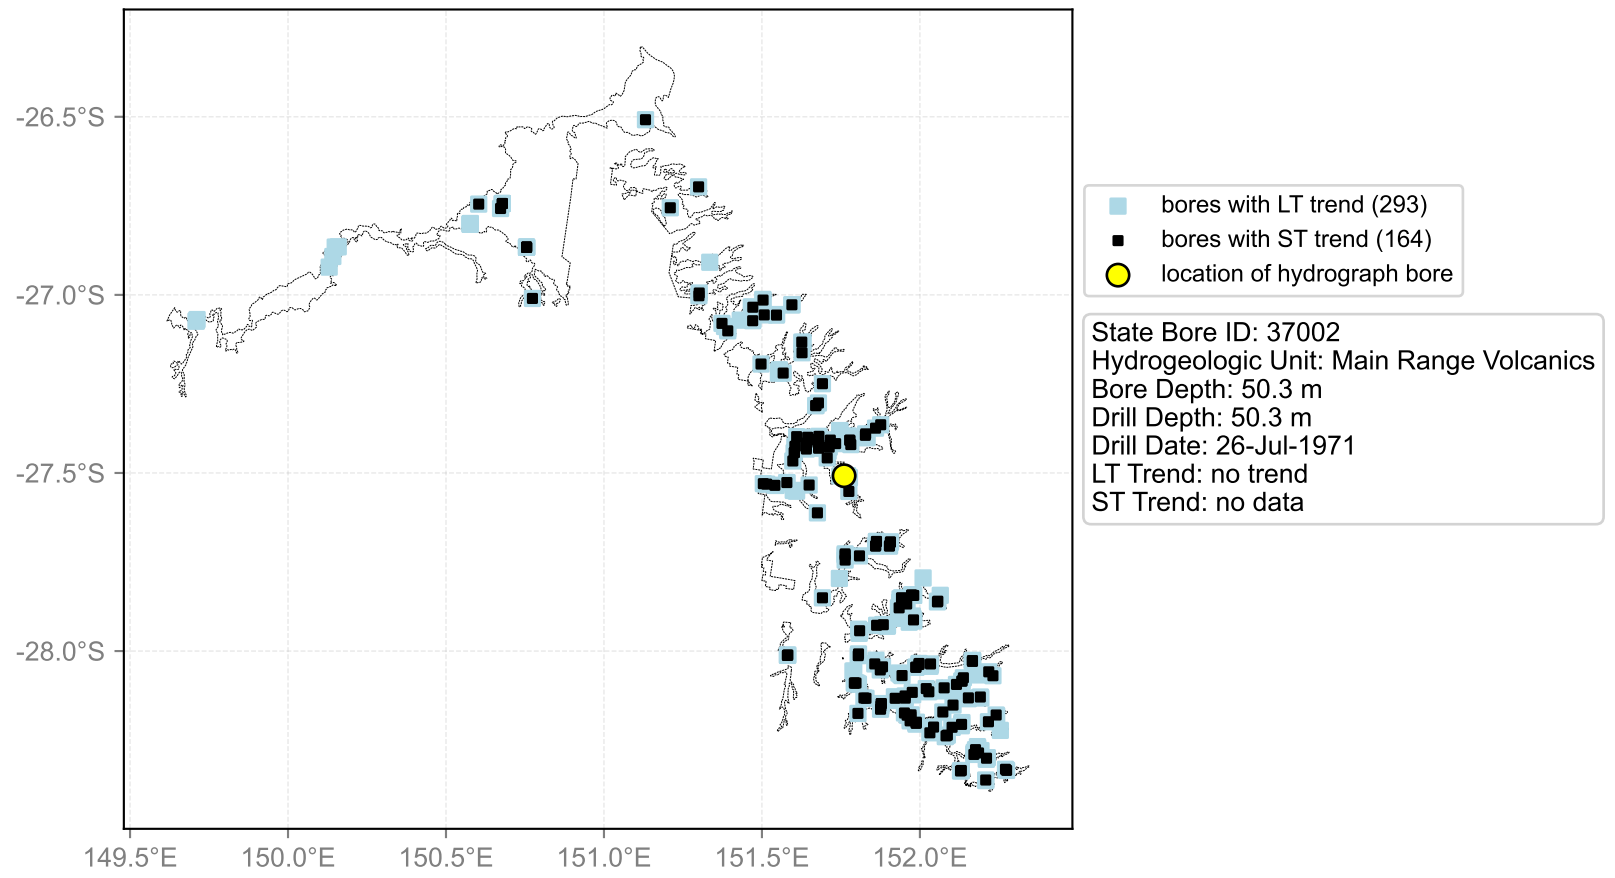 -26.5°S
-27.0°S
-27.5°S
-28.0°S
149.5°E 150.0°E 150.5°E 151.0°E 151.5°E 152.0°E
bores with LT trend (293)
bores with ST trend (164)
location of hydrograph bore
State Bore ID: 37002
Hydrogeologic Unit: Main Range Volcanics
Bore Depth: 50.3 m
Drill Depth: 50.3 m
Drill Date: 26-Jul-1971
LT Trend: no trend
ST Trend: no data